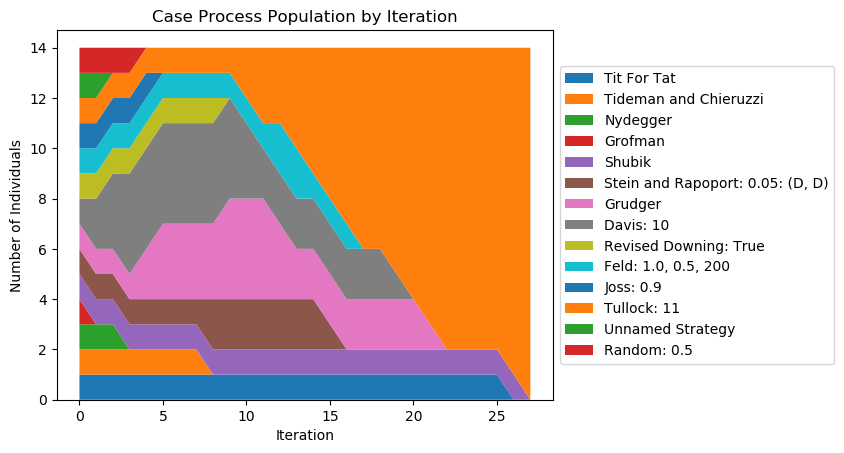 Case Process Population by Iteration
Number of Individuals
14
12
10
8
6
4
2
0
0 5 10 15 20 25
Iteration
Tit For Tat
Tideman and Chieruzzi
Nydegger
Grofman
Shubik
Stein and Rapoport: 0.05: (D, D)
Grudger
Davis: 10
Revised Downing: True
Feld: 1.0, 0.5, 200
Joss: 0.9
Tullock: 11
Unnamed Strategy
Random: 0.5